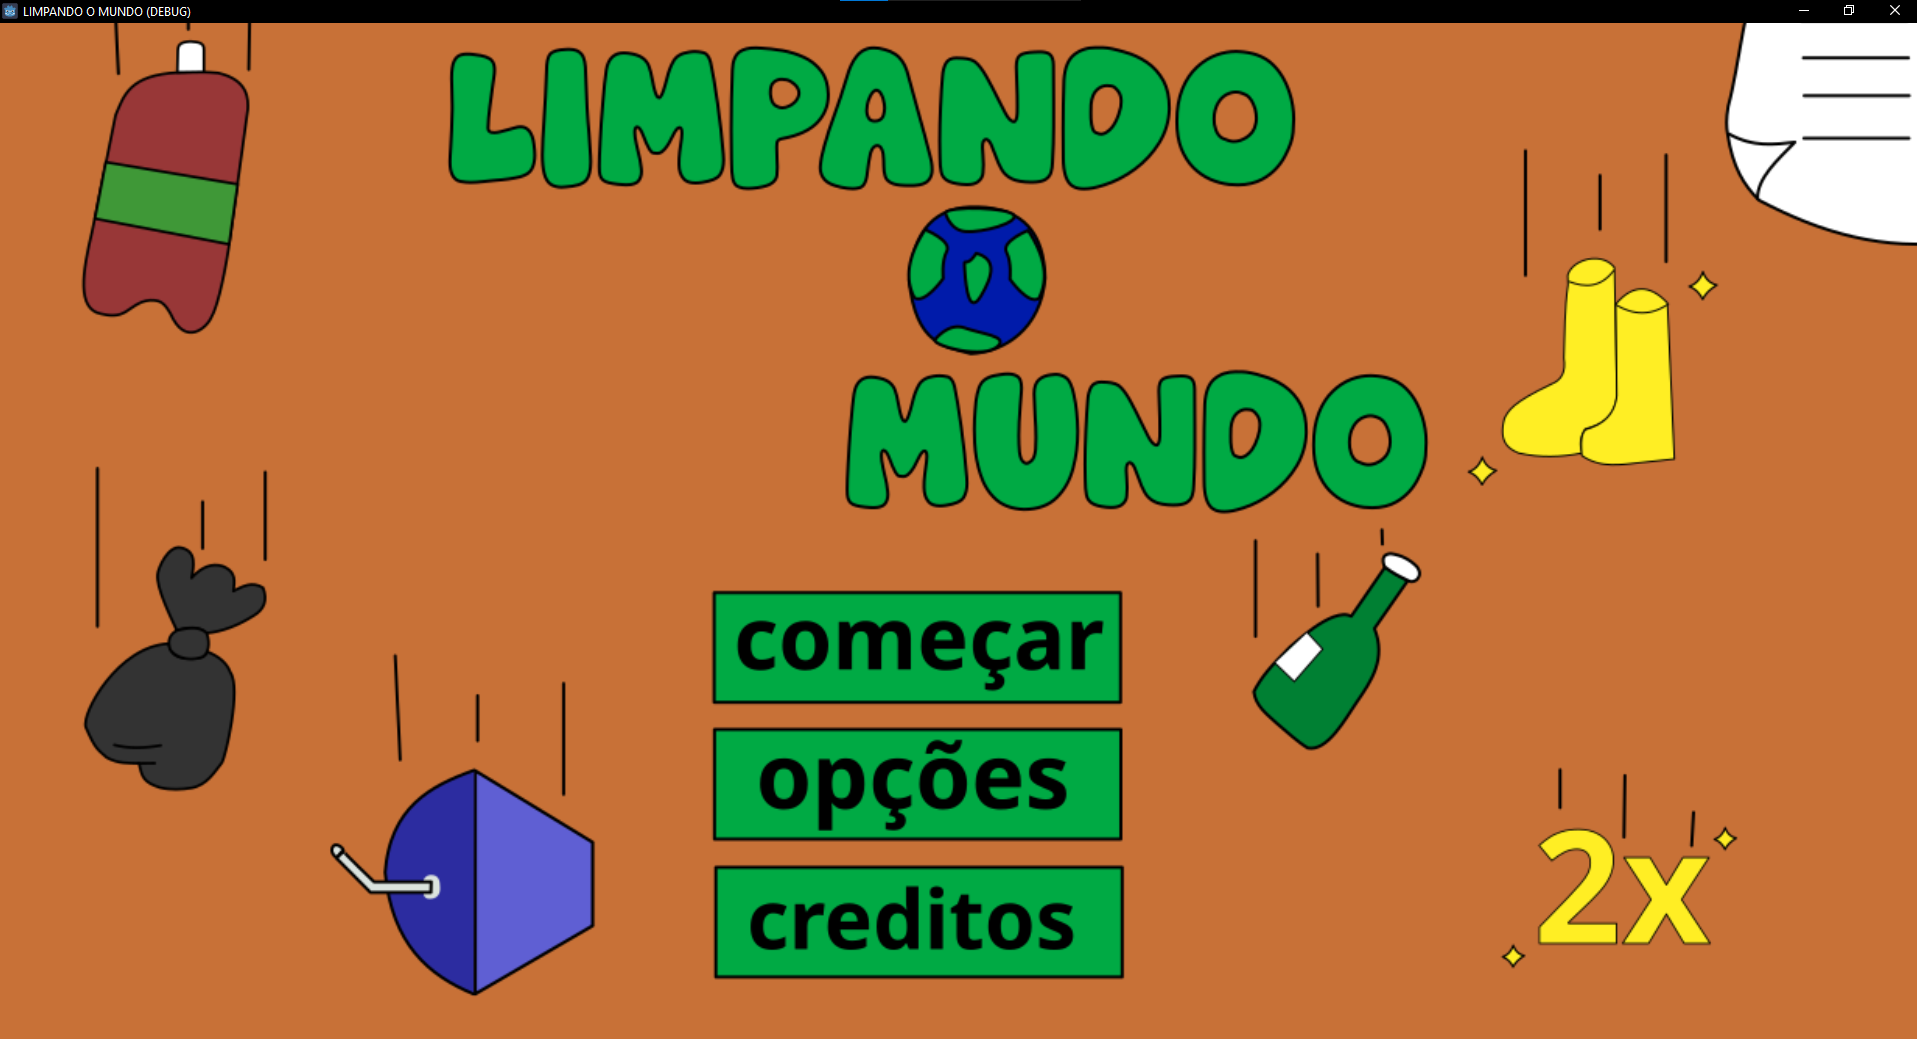 LIMPANDO O MUNDO (DEBUG)
LIMPANDO
O
MUNDO
começar
opções
creditos
2x